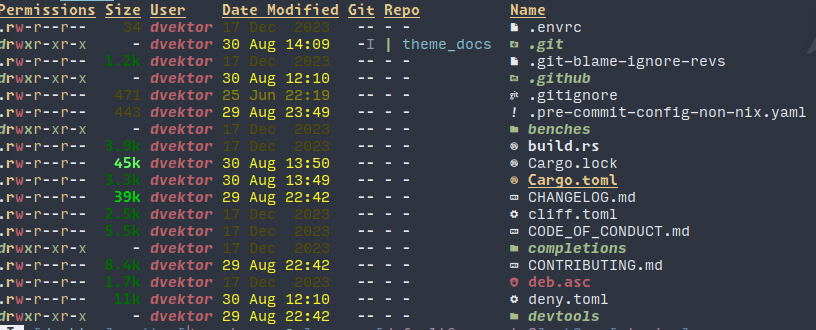 Permissions Size User Date Modified Git Repo Name
.rw-r--r-- 34 dvektor 17 Dec 2023 -- - - .envrc
drwxr-xr-x - dvektor 30 Aug 14:09 -I | theme_docs .git
.rw-r--r-- 1.2k dvektor 17 Dec 2023 -- - - .git-blame-ignore-revs
drwxr-xr-x - dvektor 30 Aug 12:10 -- - - .github
.rw-r--r-- 471 dvektor 25 Jun 22:19 -- - - .gitignore
.rw-r--r-- 443 dvektor 29 Aug 23:49 -- - - .pre-commit-config-non-nix.yaml
drwxr-xr-x - dvektor 17 Dec 2023 -- - - benches
.rw-r--r-- 3.9k dvektor 17 Dec 2023 -- - - build.rs
.rw-r--r-- 45k dvektor 30 Aug 13:50 -- - - Cargo.lock
.rw-r--r-- 3.3k dvektor 30 Aug 13:49 -- - - Cargo.toml
.rw-r--r-- 39k dvektor 29 Aug 22:42 -- - - CHANGELOG.md
.rw-r--r-- 2.5k dvektor 17 Dec 2023 -- - - cliff.toml
.rw-r--r-- 5.5k dvektor 17 Dec 2023 -- - - CODE_OF_CONDUCT.md
drwxr-xr-x - dvektor 17 Dec 2023 -- - - completions
.rw-r--r-- 8.4k dvektor 29 Aug 22:42 -- - - CONTRIBUTING.md
.rw-r--r-- 1.7k dvektor 17 Dec 2023 -- - - deb.asc
.rw-r--r-- 11k dvektor 30 Aug 12:10 -- - - deny.toml
drwxr-xr-x - dvektor 29 Aug 22:42 -- - - devtools